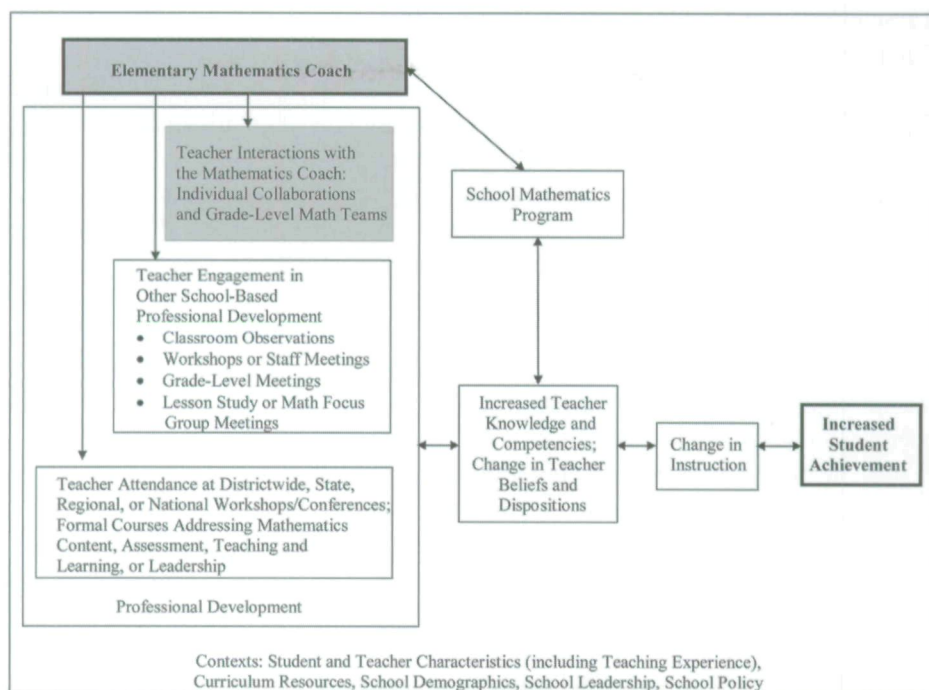 Elementary Mathematics Coach
Teacher Interactions with
the Mathematics Coach:
Individual Collaborations
and Grade-Level Math Teams
School Mathematics
Program
Teacher Engagement in
Other School-Based
Professional Development
• Classroom Observations
• Workshops or Staff Meetings
• Grade-Level Meetings
• Lesson Study or Math Focus
Group Meetings
Increased Teacher
Knowledge and
Competencies;
Change in Teacher
Beliefs and
Dispositions
Change in
Instruction
Increased
Student
Achievement
Teacher Attendance at Districtwide, State,
Regional, or National Workshops/Conferences;
Formal Courses Addressing Mathematics
Content, Assessment, Teaching and
Learning, or Leadership
Professional Development
Contexts: Student and Teacher Characteristics (including Teaching Experience),
Curriculum Resources, School Demographics, School Leadership, School Policy